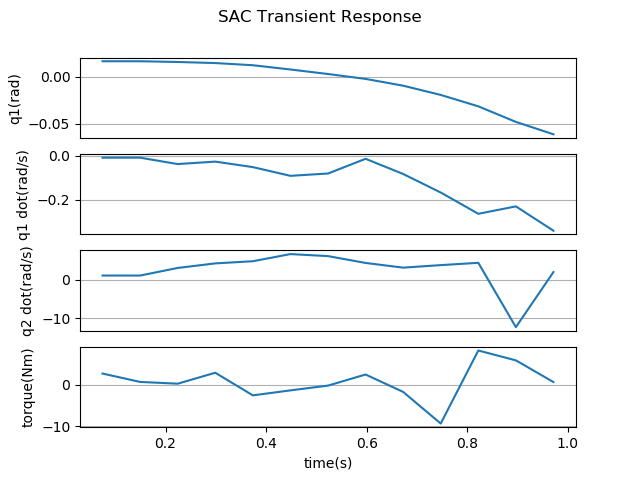 SAC Transient Response
q1(rad)
0.00
−0.05
q1 dot(rad/s)
0.0
−0.2
q2 dot(rad/s)
0
−10
torque(Nm)
0
−10
0.2 0.4 0.6 0.8 1.0
time(s)